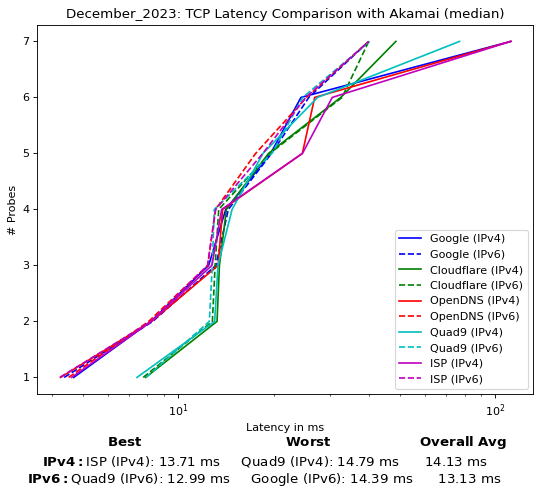 December_2023: TCP Latency Comparison with Akamai (median)
7
6
5
4
3
2
1
# Probes
Google (IPv4)
Google (IPv6)
Cloudflare (IPv4)
Cloudflare (IPv6)
OpenDNS (IPv4)
OpenDNS (IPv6)
Quad9 (IPv4)
Quad9 (IPv6)
ISP (IPv4)
ISP (IPv6)
10¹ 10²
Latency in ms
Best Worst Overall Avg
IPv4: ISP (IPv4): 13.71 ms Quad9 (IPv4): 14.79 ms 14.13 ms
IPv6: Quad9 (IPv6): 12.99 ms Google (IPv6): 14.39 ms 13.13 ms